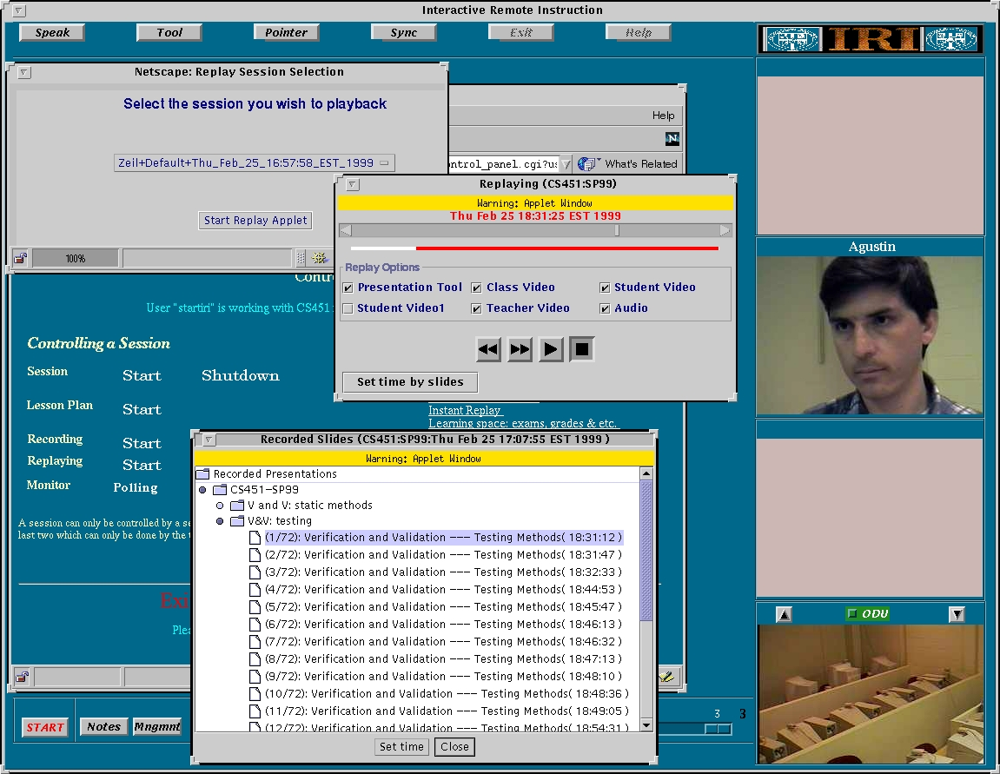 Interactive Remote Instruction
Speak Tool Pointer Sync Exit Help
IRI
Netscape: Replay Session Selection
Select the session you wish to playback
Zeil+Default+Thu_Feb_25_16:57:58_EST_1999
Start Replay Applet
100%
Help
N
What's Related
Replaying (CS451:SP99)
Warning: Applet Window
Thu Feb 25 18:31:25 EST 1999
Replay Options
Presentation Tool Class Video Student Video
Student Video1 Teacher Video Audio
Set time by slides
Agustin
User "startiri" is working with CS451
Controlling a Session
Session Start Shutdown
Lesson Plan Start
Recording Start
Replaying Start
Monitor Polling
Instant Replay
Learning space: exams, grades & etc.
A session can only be controlled by a
last two which can only be done by the
Recorded Slides (CS451:SP99:Thu Feb 25 17:07:55 EST 1999 )
Warning: Applet Window
Recorded Presentations
CS451-SP99
V and V: static methods
V&V: testing
(1/72): Verification and Validation --- Testing Methods( 18:31:12 )
(2/72): Verification and Validation --- Testing Methods( 18:31:47 )
(3/72): Verification and Validation --- Testing Methods( 18:32:33 )
(4/72): Verification and Validation --- Testing Methods( 18:44:53 )
(5/72): Verification and Validation --- Testing Methods( 18:45:47 )
(6/72): Verification and Validation --- Testing Methods( 18:46:13 )
(7/72): Verification and Validation --- Testing Methods( 18:46:32 )
(8/72): Verification and Validation --- Testing Methods( 18:47:13 )
(9/72): Verification and Validation --- Testing Methods( 18:48:10 )
(10/72): Verification and Validation --- Testing Methods( 18:48:36 )
(11/72): Verification and Validation --- Testing Methods( 18:49:05 )
(12/72): Verification and Validation --- Testing Methods( 18:54:31 )
Set time Close
ODU
START Notes Mngmnt
3 3